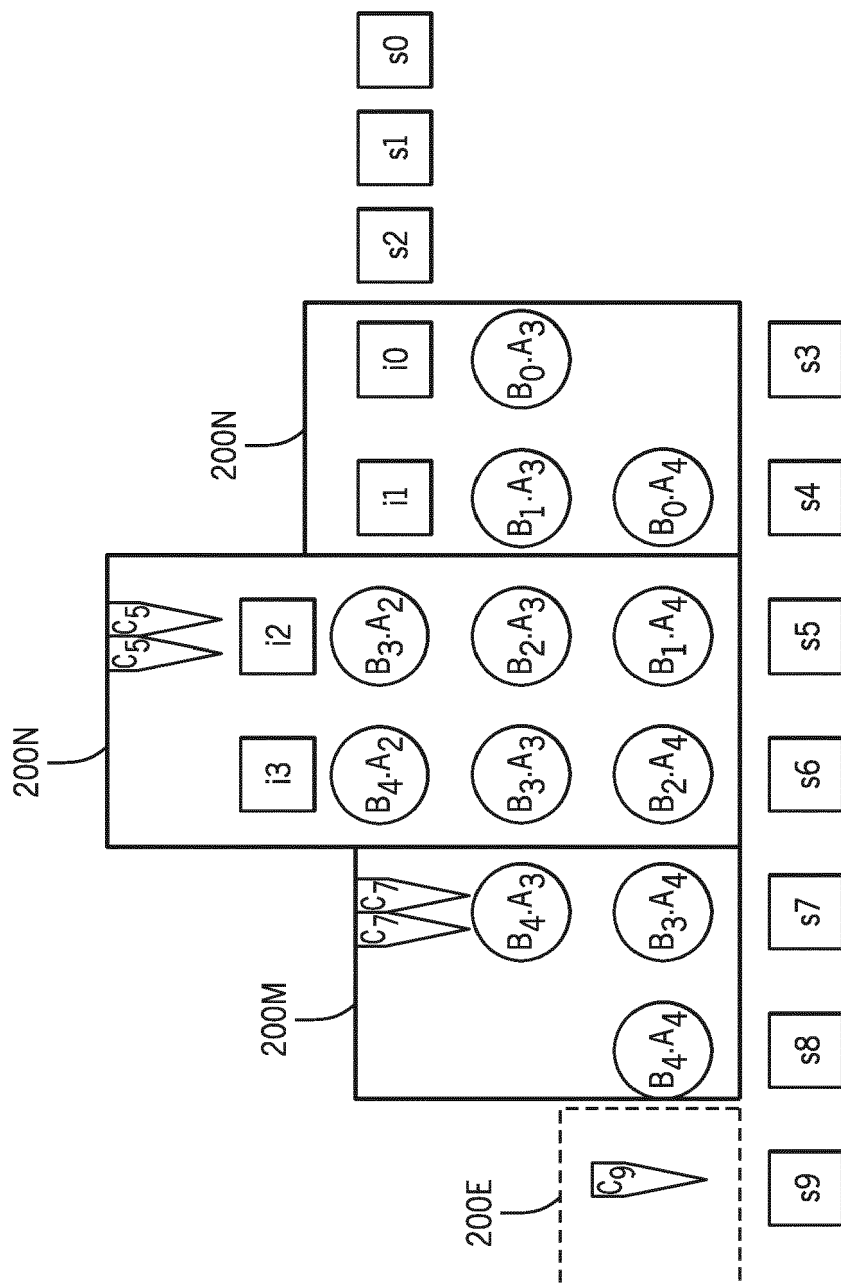 200N
C₅ C₅
200N
200M i3 i2
C₇ C₇ B₄.A₂ B₃.A₂ i1 i0 s2 s1 s0
200E
B₄.A₃ B₃.A₃ B₂.A₃ B₁.A₃ B₀.A₃
C₉
B₄.A₄ B₃.A₄ B₂.A₄ B₁.A₄ B₀.A₄
s9 s8 s7 s6 s5 s4 s3